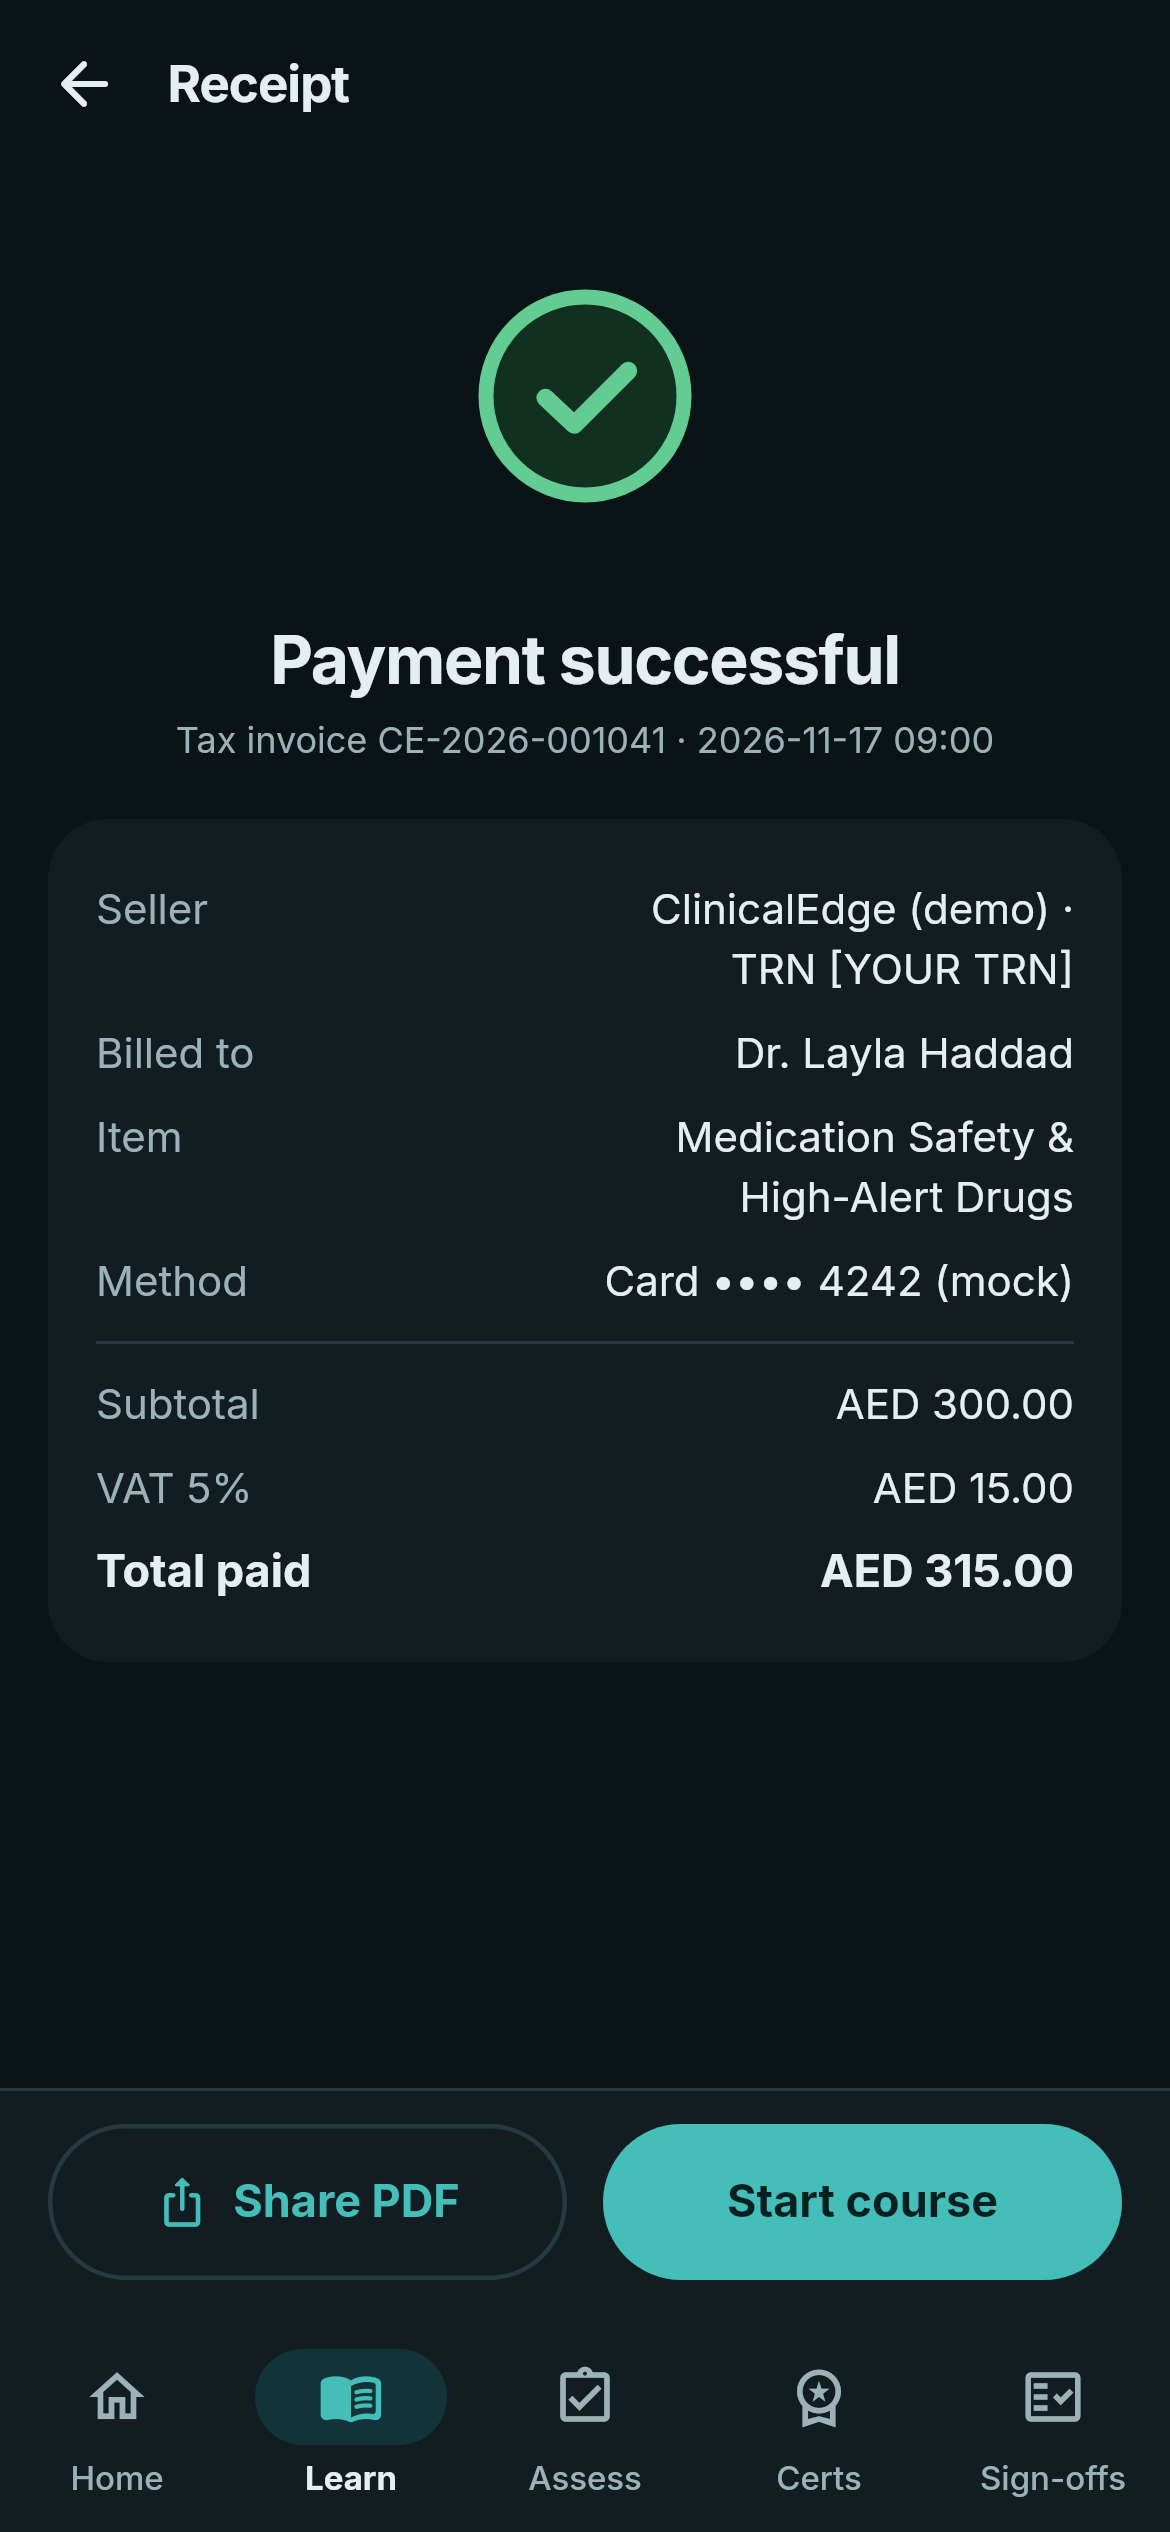 Receipt
Payment successful
Tax invoice CE-2026-001041 · 2026-11-17 09:00
Seller
ClinicalEdge (demo) ·
TRN [YOUR TRN]
Billed to
Dr. Layla Haddad
Item
Medication Safety &
High-Alert Drugs
Method
Card •••• 4242 (mock)
Subtotal
AED 300.00
VAT 5%
AED 15.00
Total paid
AED 315.00
Share PDF
Start course
Home
Learn
Assess
Certs
Sign-offs